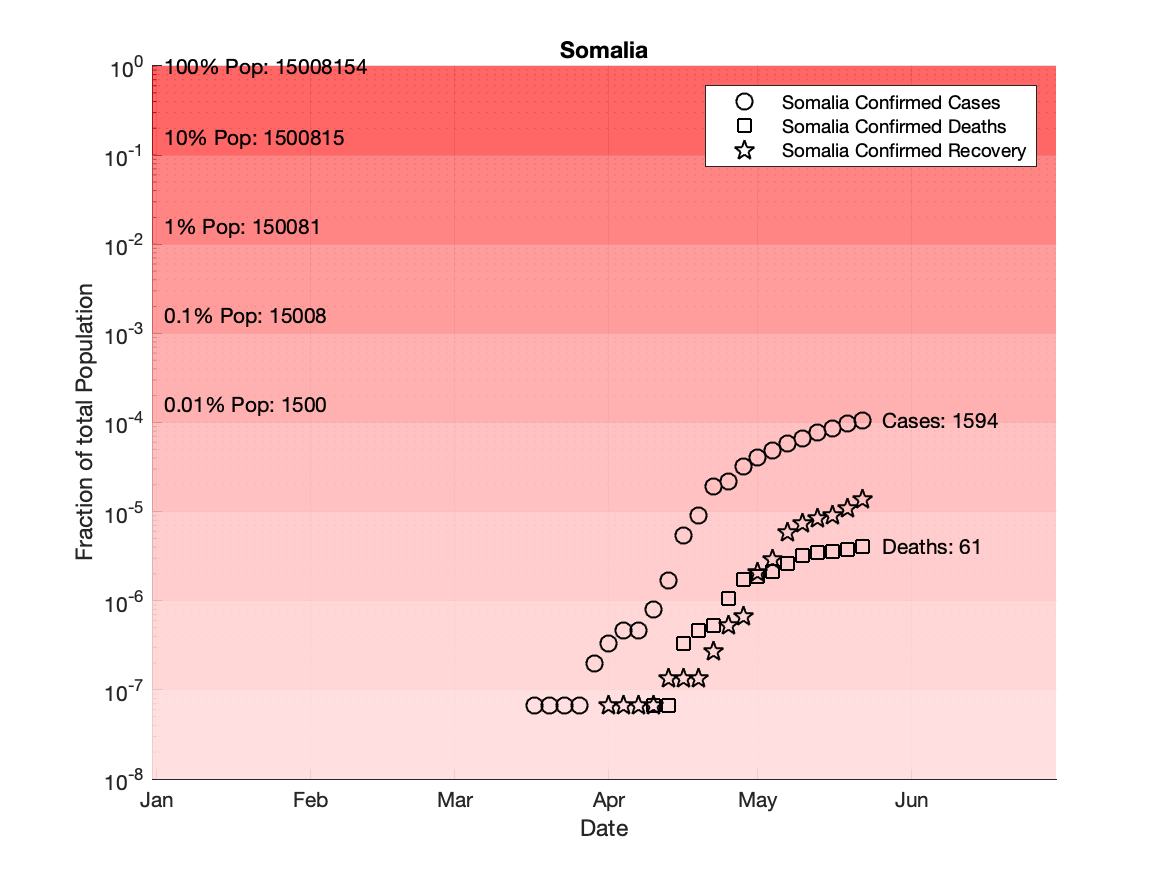 Somalia
10^0
10^-1
10^-2
10^-3
10^-4
10^-5
10^-6
10^-7
10^-8
Fraction of total Population
100% Pop: 15008154
10% Pop: 1500815
1% Pop: 150081
0.1% Pop: 15008
0.01% Pop: 1500
Somalia Confirmed Cases
Somalia Confirmed Deaths
Somalia Confirmed Recovery
Cases: 1594
Deaths: 61
Jan Feb Mar Apr May Jun
Date